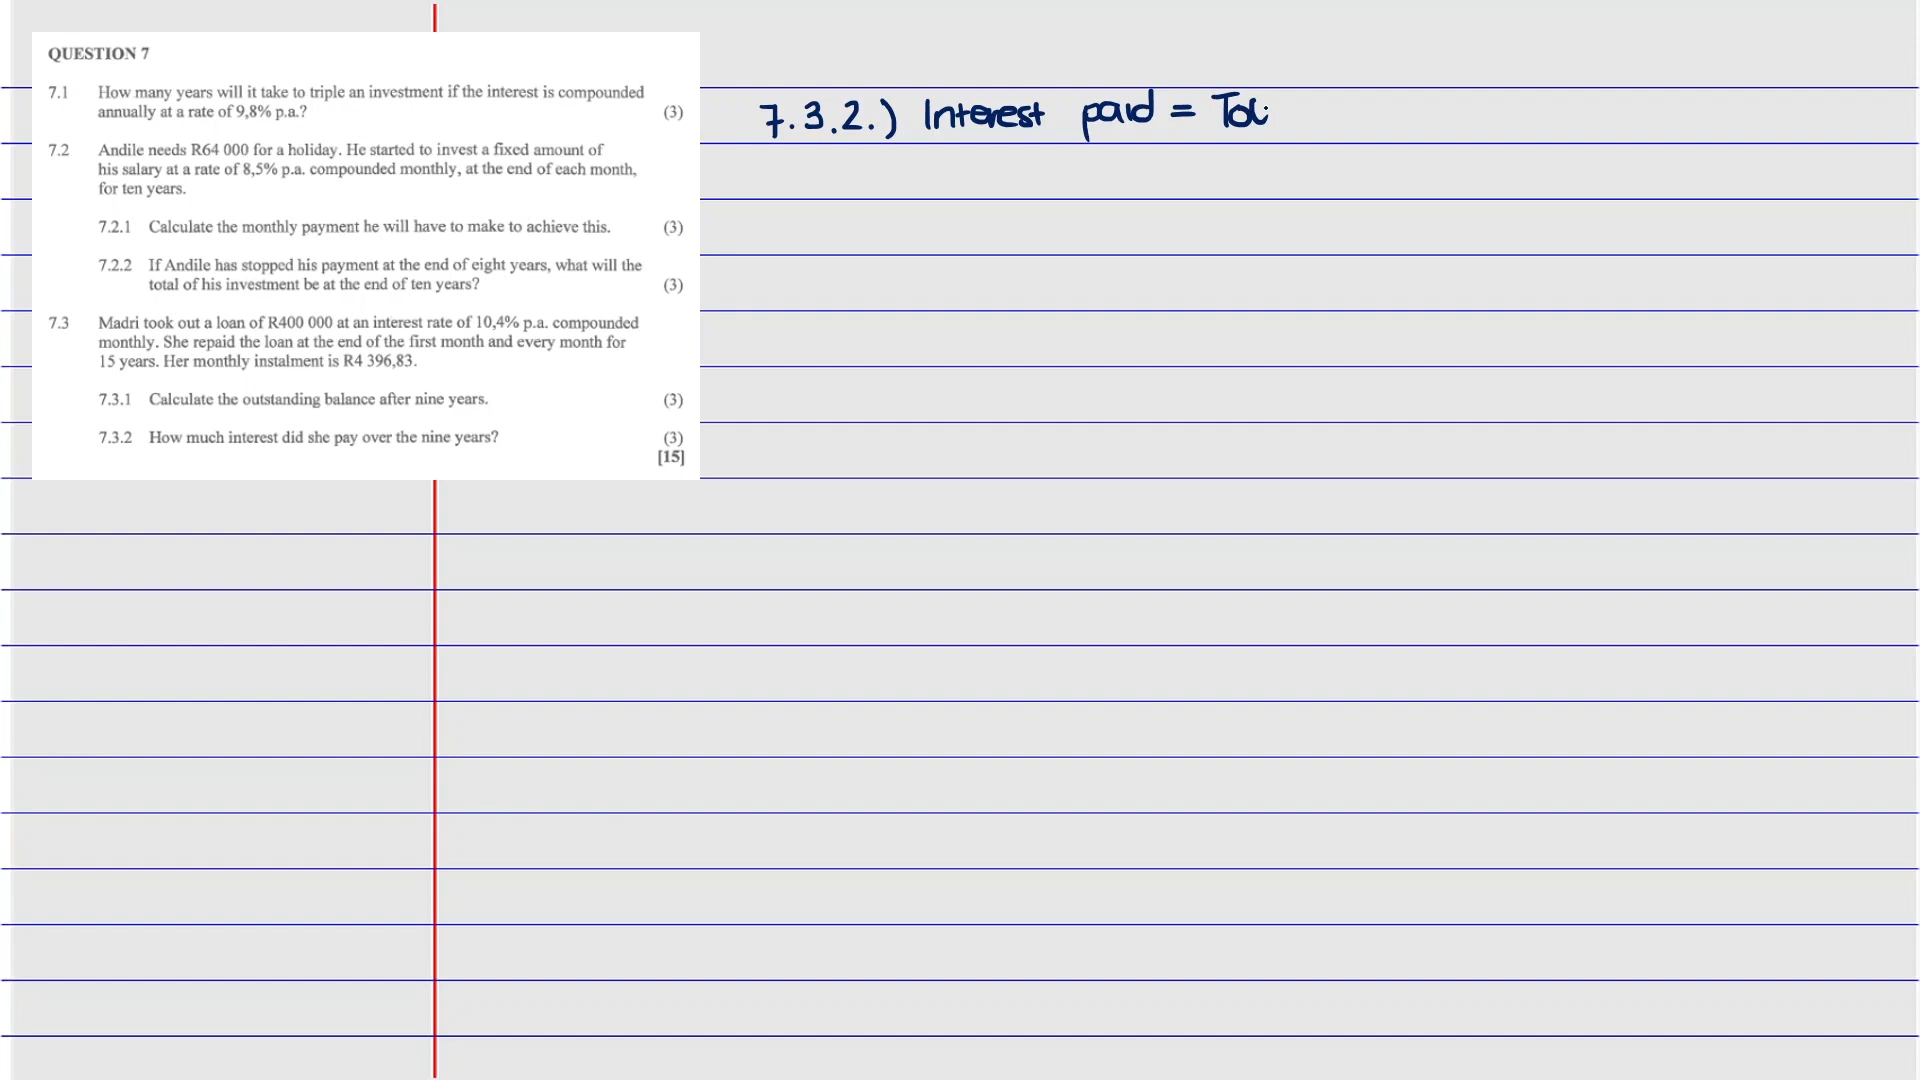 QUESTION 7
7.1 How many years will it take to triple an investment if the interest is compounded
annually at a rate of 9,8% p.a.? (3)
7.2 Andile needs R64 000 for a holiday. He started to invest a fixed amount of
his salary at a rate of 8,5% p.a. compounded monthly, at the end of each month,
for ten years.
7.2.1 Calculate the monthly payment he will have to make to achieve this. (3)
7.2.2 If Andile has stopped his payment at the end of eight years, what will the
total of his investment be at the end of ten years? (3)
7.3 Madri took out a loan of R400 000 at an interest rate of 10,4% p.a. compounded
monthly. She repaid the loan at the end of the first month and every month for
15 years. Her monthly instalment is R4 396,83.
7.3.1 Calculate the outstanding balance after nine years. (3)
7.3.2 How much interest did she pay over the nine years? (3)
[15]
7.3.2.) Interest paid =